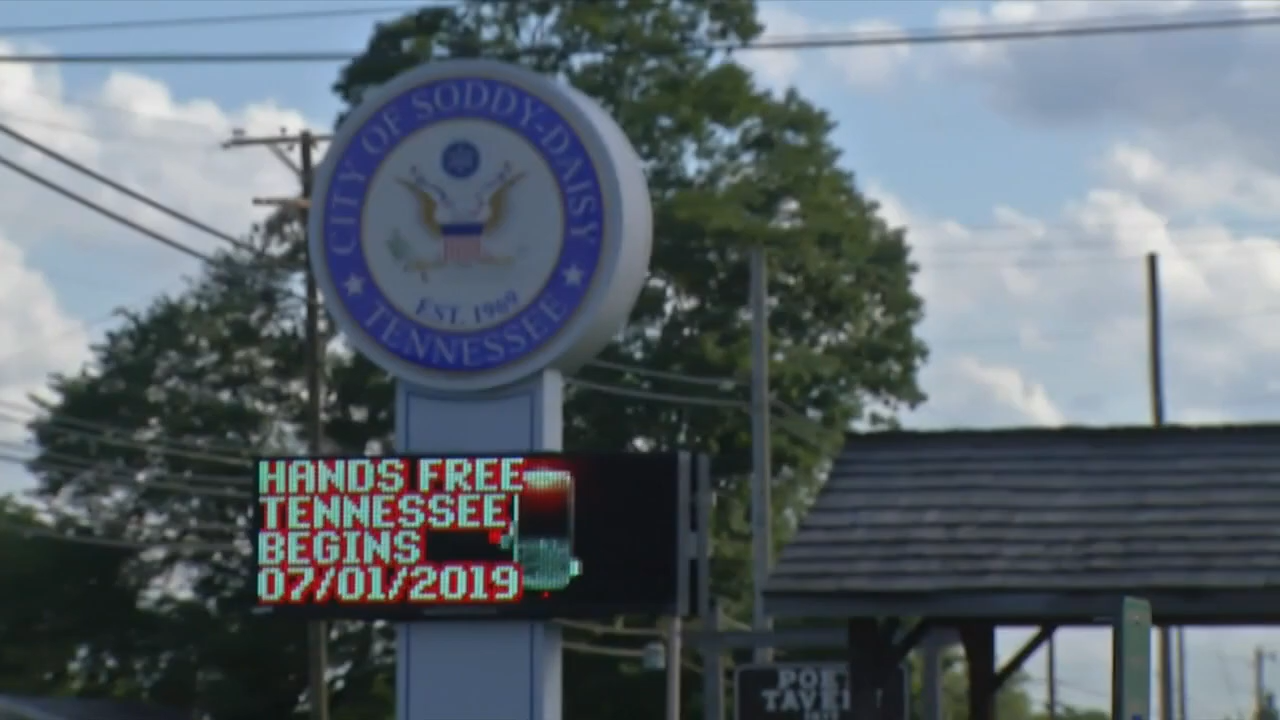 CITY OF SODDY-DAISY
EST. 1969
TENNESSEE
HANDS FREE
TENNESSEE
BEGINS
07/01/2019